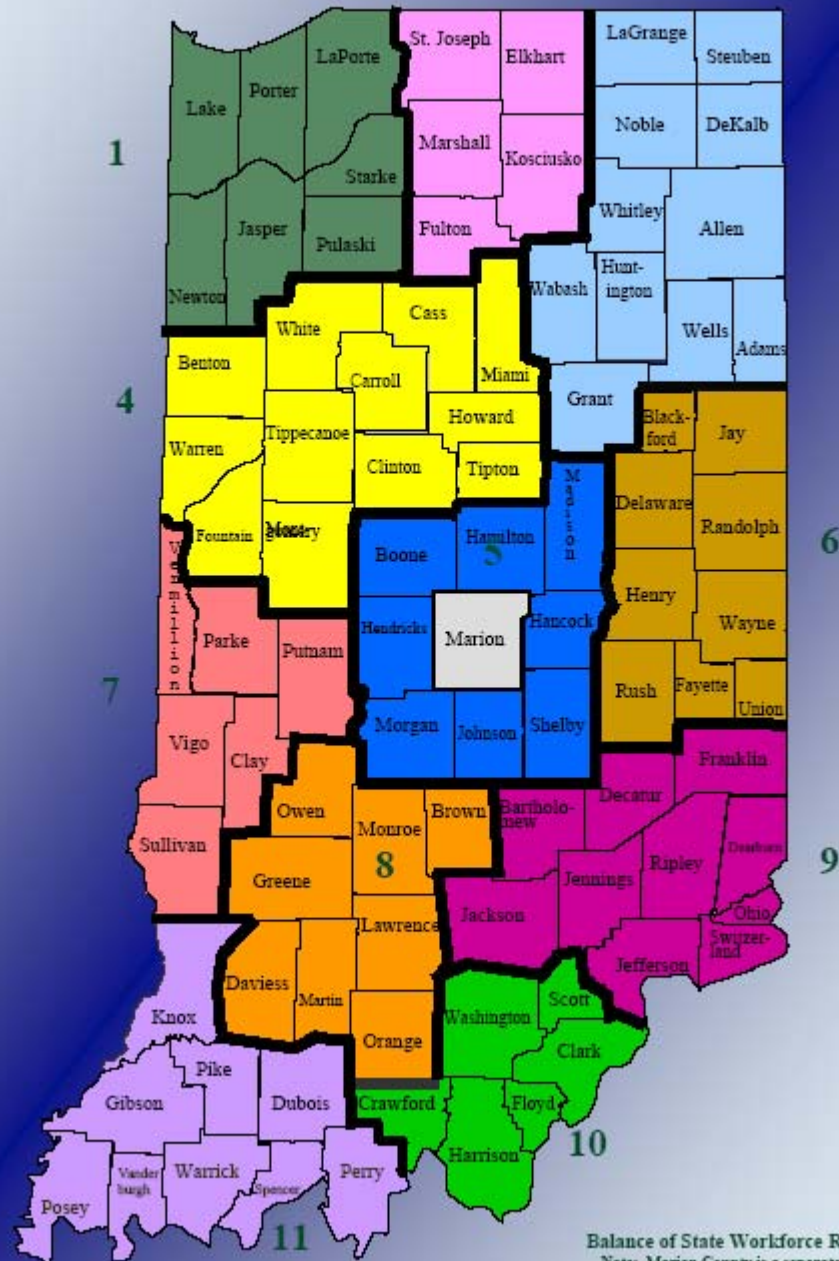 St. Joseph
Elkhart
LaGrange
Steuben
LaPorte
Porter
Lake
Noble
DeKalb
1
Marshall
Kosciusko
Starke
Whitley
Allen
Jasper
Pulaski
Fulton
Newton
Wabash
Hunt-
ington
Wells
Adams
White
Cass
Miami
Benton
Carroll
Grant
4
Howard
Black-
ford
Jay
Tippecanoe
Warren
Clinton
Tipton
Madison
Delaware
Randolph
Fountain
Boone
Hamilton
5
6
Vermillion
Henry
Wayne
Parke
Putnam
Hendricks
Marion
Hancock
7
Rush
Fayette
Union
Vigo
Clay
Morgan
Johnson
Shelby
Franklin
Decatur
Owen
Monroe
Brown
Bartholo-
mew
Sullivan
8
Ripley
Dearborn
9
Greene
Jennings
Jackson
Ohio
Lawrence
Switzer-
land
Jefferson
Daviess
Martin
Knox
Washington
Scott
Orange
Clark
Pike
Gibson
Dubois
Crawford
Floyd
10
Harrison
Warrick
Perry
Vander
burgh
Spencer
Posey
11
Balance of State Workforce R
Note: Marion County is a separate